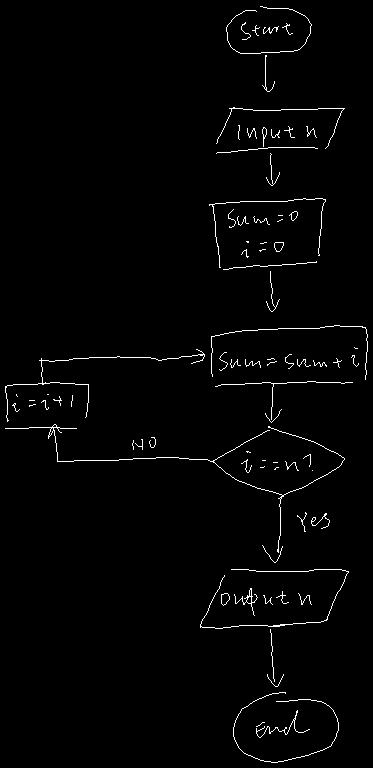 Start
Input n
Sum=0
i=0
Sum=Sum+i
i=i+1
NO
i==n?
Yes
Output n
End